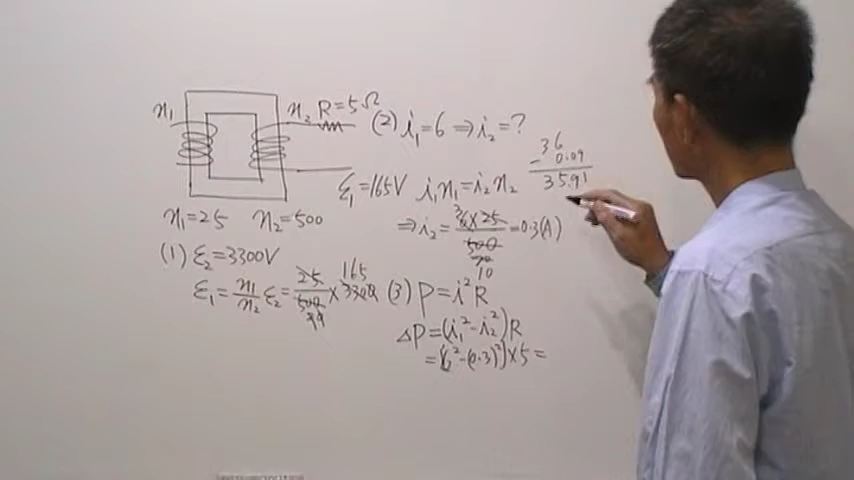 n₁ n₂ R=5Ω
n₁=25 n₂=500
(1) ε₂=3300V
ε₁= n₁/n₂ ε₂= 25/500 × 3300
165
ε₁=165V
(2) i₁=6 ⇒ i₂=?
i₁n₁=i₂n₂
⇒ i₂= 6×25/500 =0.3(A)
10
(3) P=i²R
ΔP=(i₁²-i₂²)R
=(6²-(0.3)²)×5=
36
- 0.09
35.91